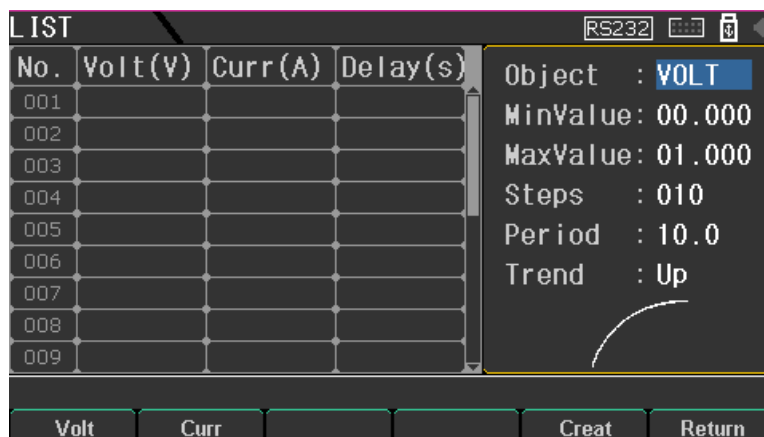 LIST RS232
No. Volt(V) Curr(A) Delay(s)
001
002
003
004
005
006
007
008
009
Object : VOLT
MinValue: 00.000
MaxValue: 01.000
Steps : 010
Period : 10.0
Trend : Up
Volt Curr Creat Return